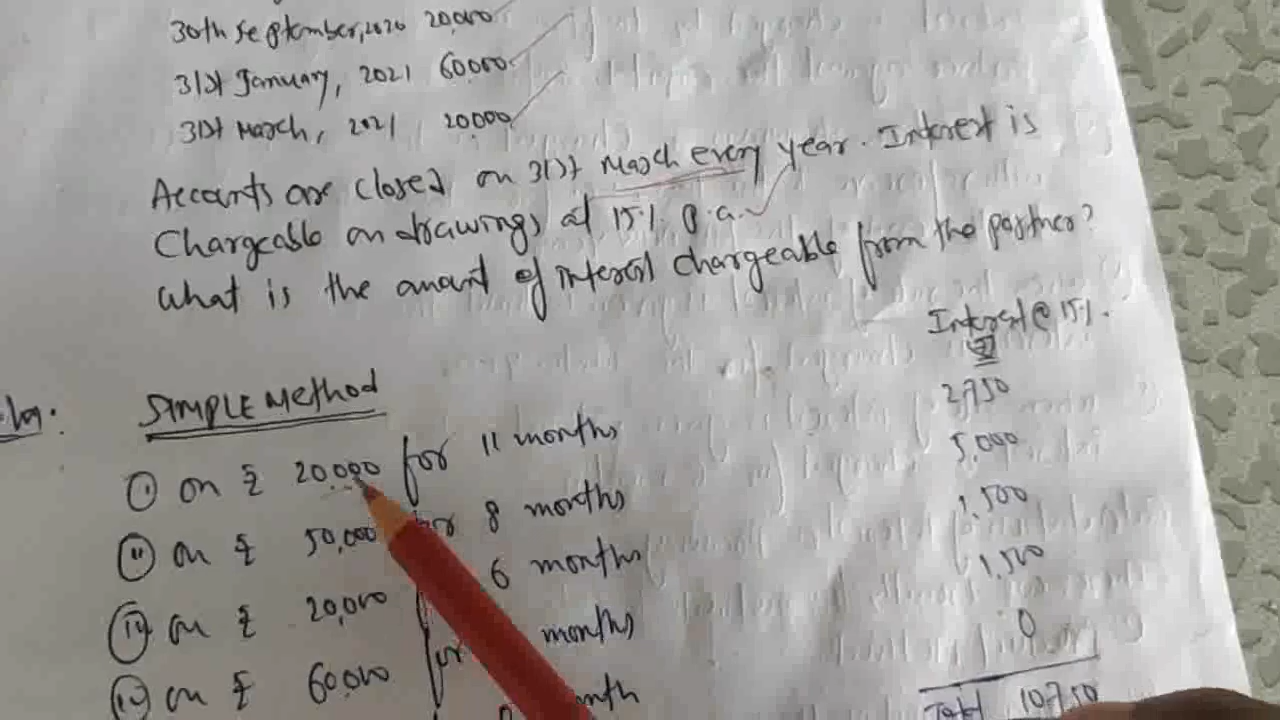 30th September, 2020 20,000
31st January, 2021 60000
31st March, 2021 20,000
Accounts are closed on 31st March every year. Interest is
Chargeable on drawings at 15% p.a.
What is the amount of interest chargeable from the partner?
Interest @ 15%.
₹
SIMPLE Method
(i) on ₹ 20,000 for 11 months 2,750
(ii) on ₹ 50,000 for 8 months 5,000
on ₹ 20,000 6 months 1,500
on ₹ 60,000 for months 1,500
0 month 0
Total 10,750